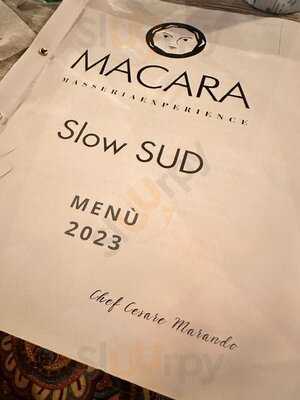 MACARA
MASSERIAEXPERIENCE
Slow SUD
MENÙ
2023
Chef Cesare Marando